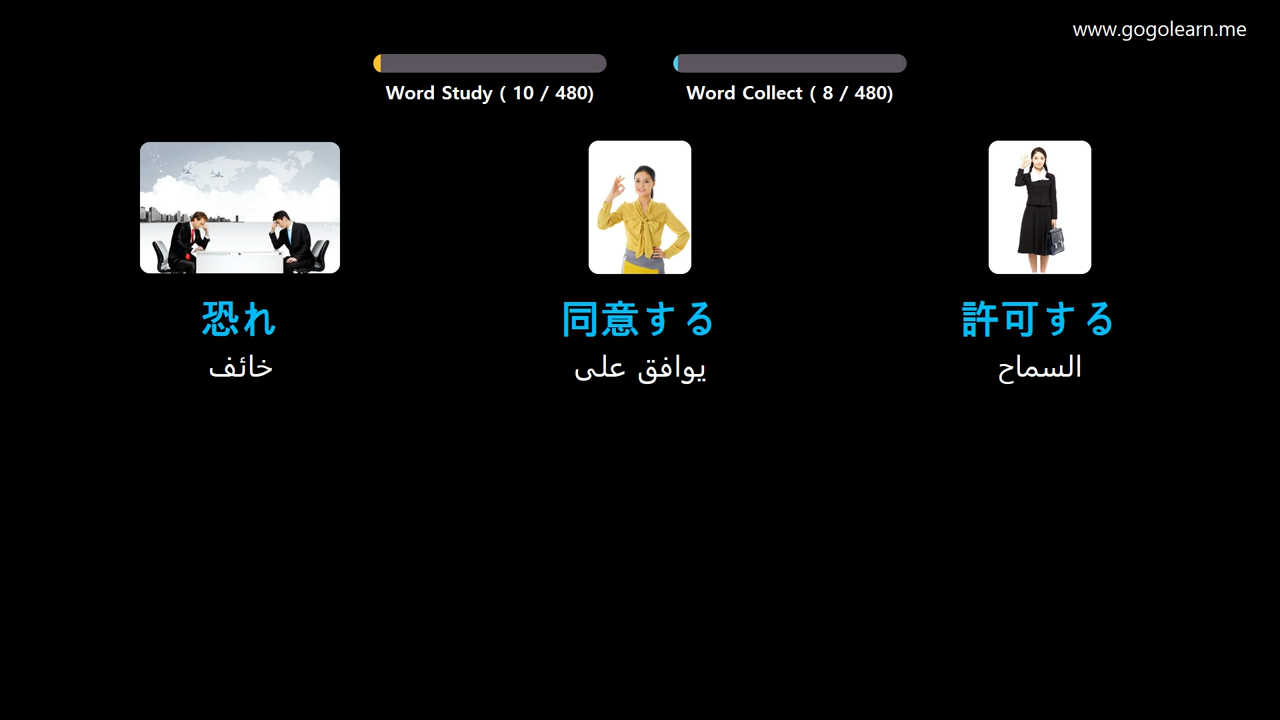 www.gogolearn.me
Word Study ( 10 / 480)
Word Collect ( 8 / 480)
恐れ
خائف
同意する
يوافق على
許可する
السماح